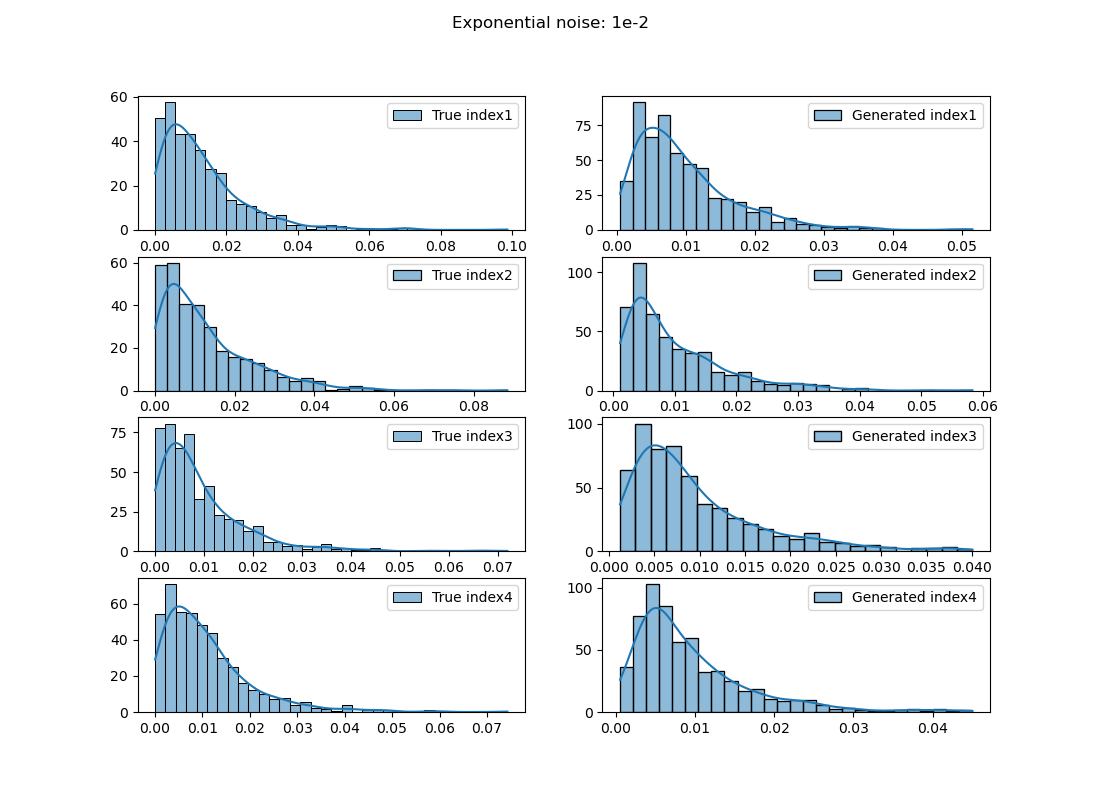 Exponential noise: 1e-2
60
40
20
0
True index1
0.00 0.02 0.04 0.06 0.08 0.10
75
50
25
0
Generated index1
0.00 0.01 0.02 0.03 0.04 0.05
60
40
20
0
True index2
0.00 0.02 0.04 0.06 0.08
100
50
0
Generated index2
0.00 0.01 0.02 0.03 0.04 0.05 0.06
75
50
25
0
True index3
0.00 0.01 0.02 0.03 0.04 0.05 0.06 0.07
100
50
0
Generated index3
0.000 0.005 0.010 0.015 0.020 0.025 0.030 0.035 0.040
60
40
20
0
True index4
0.00 0.01 0.02 0.03 0.04 0.05 0.06 0.07
100
50
0
Generated index4
0.00 0.01 0.02 0.03 0.04